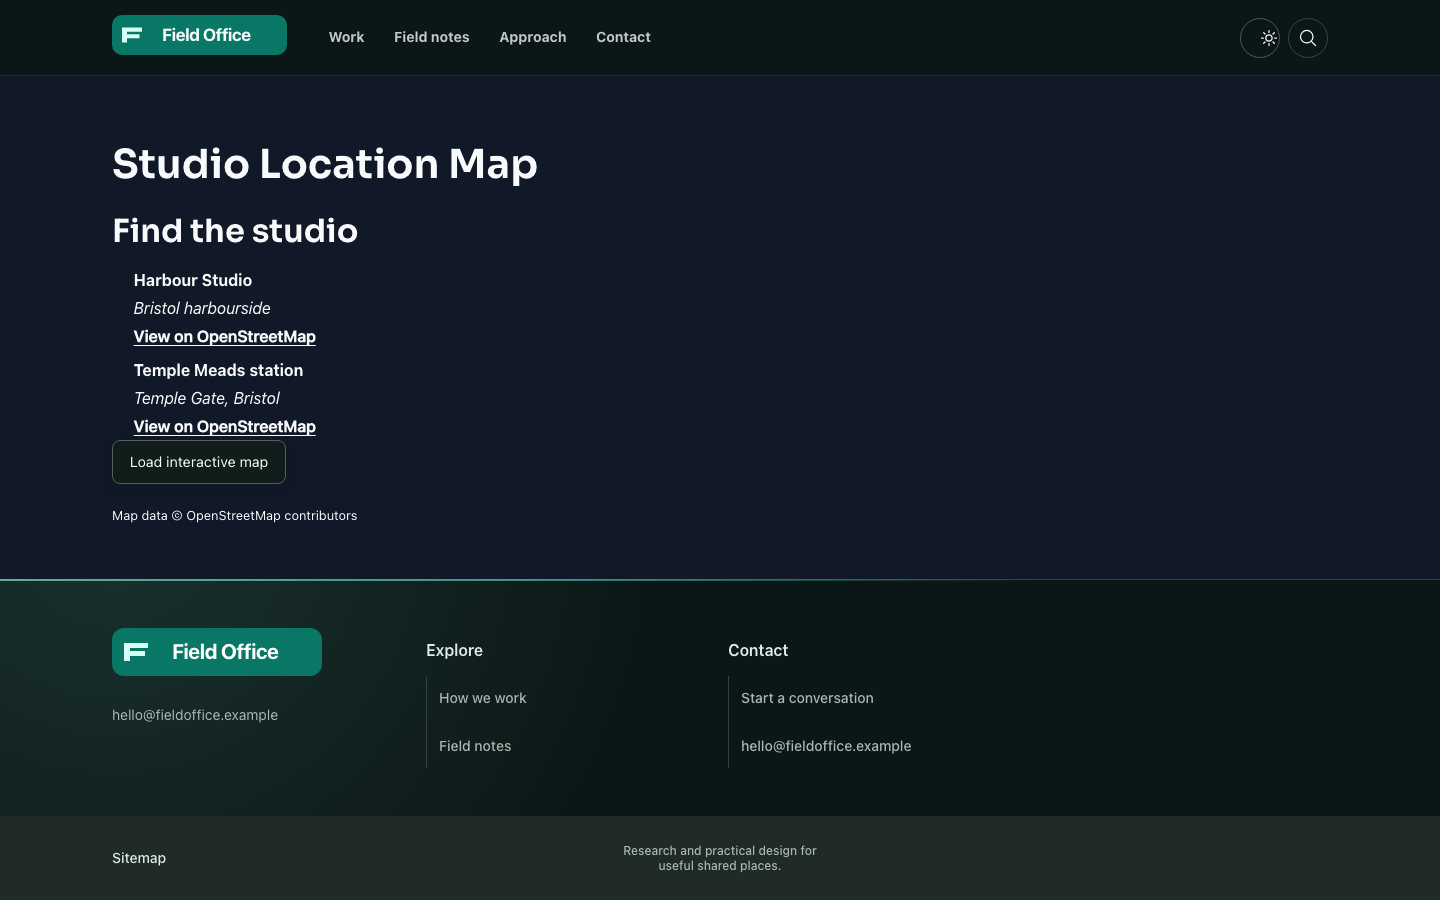 Field Office
Work
Field notes
Approach
Contact
Studio Location Map
Find the studio
Harbour Studio
Bristol harbourside
View on OpenStreetMap
Temple Meads station
Temple Gate, Bristol
View on OpenStreetMap
Load interactive map
Map data © OpenStreetMap contributors
Field Office
hello@fieldoffice.example
Explore
How we work
Field notes
Contact
Start a conversation
hello@fieldoffice.example
Sitemap
Research and practical design for
useful shared places.